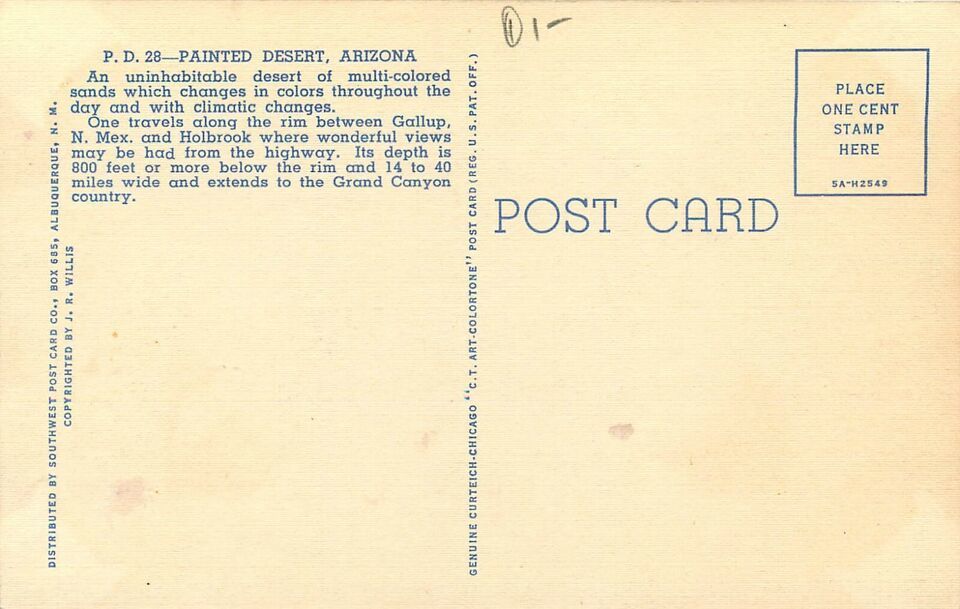 P. D. 28—PAINTED DESERT, ARIZONA
An uninhabitable desert of multi-colored
sands which changes in colors throughout the
day and with climatic changes.
One travels along the rim between Gallup,
N. Mex. and Holbrook where wonderful views
may be had from the highway. Its depth is
800 feet or more below the rim and 14 to 40
miles wide and extends to the Grand Canyon
country.
DISTRIBUTED BY SOUTHWEST POST CARD CO., BOX 685, ALBUQUERQUE, N. M.
COPYRIGHTED BY J. R. WILLIS
GENUINE CURTEICH-CHICAGO "C.T. ART-COLORTONE" POST CARD (REG. U. S. PAT. OFF.)
POST CARD
PLACE
ONE CENT
STAMP
HERE
5A-H2549